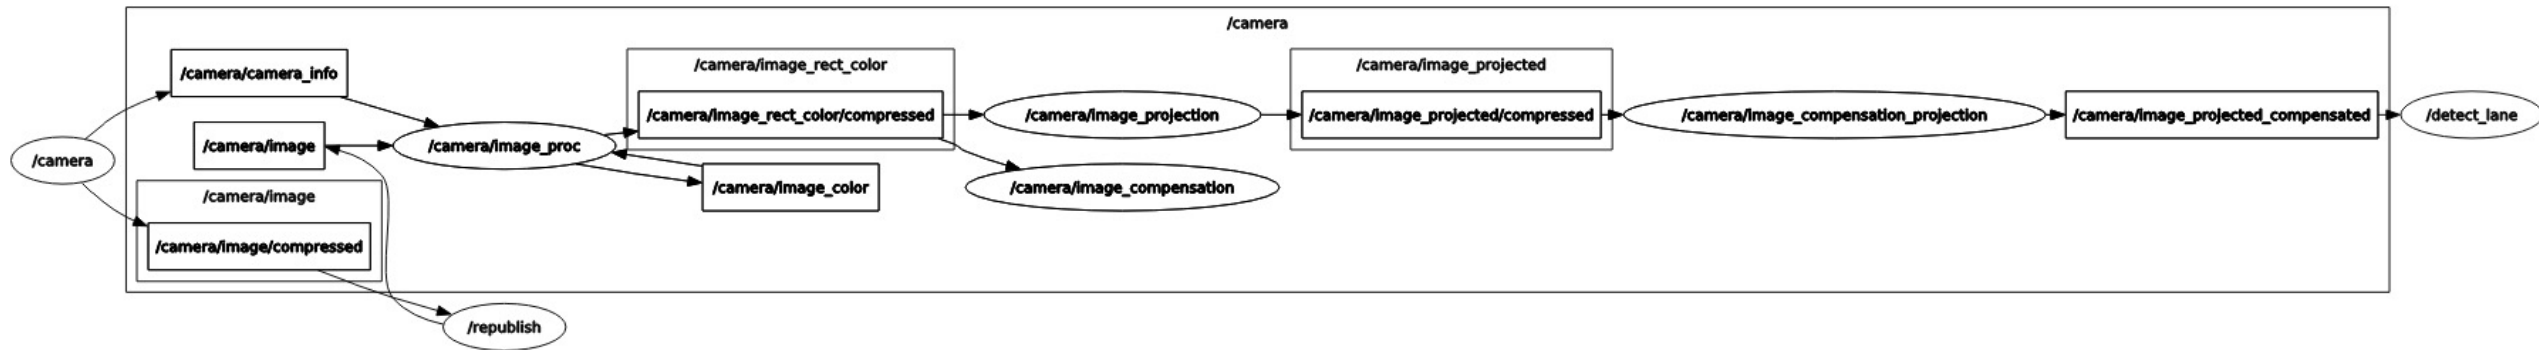 /camera
/camera/camera_info
/camera/image_rect_color
/camera/image_projected
/camera/image_rect_color/compressed
/camera/image_projection
/camera/image_projected/compressed
/camera/image_compensation_projection
/camera/image_projected_compensated
/detect_lane
/camera/image
/camera/image_proc
/camera
/camera/image_color
/camera/image_compensation
/camera/image
/camera/image/compressed
/republish